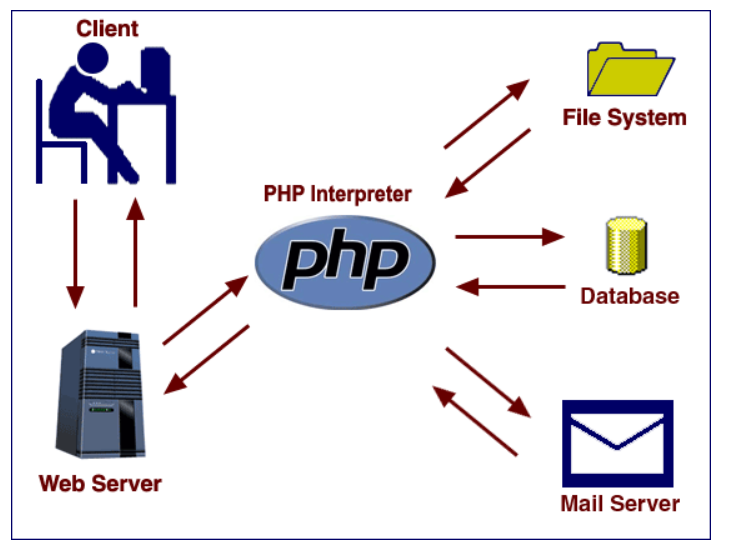 Client
File System
PHP Interpreter
php
Database
Web Server
Mail Server